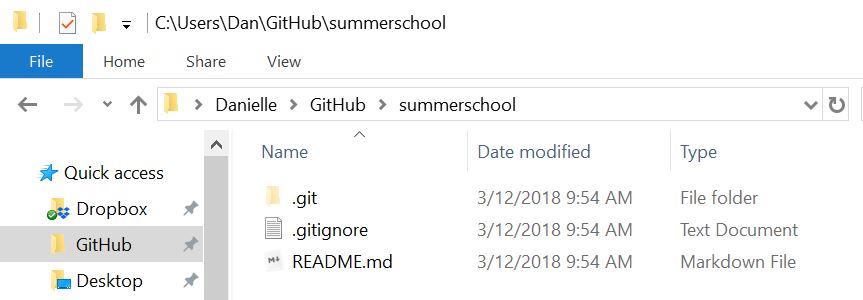 C:\Users\Dan\GitHub\summerschool
File Home Share View
Danielle GitHub summerschool
Quick access
Dropbox
GitHub
Desktop
Name Date modified Type
.git 3/12/2018 9:54 AM File folder
.gitignore 3/12/2018 9:54 AM Text Document
README.md 3/12/2018 9:54 AM Markdown File